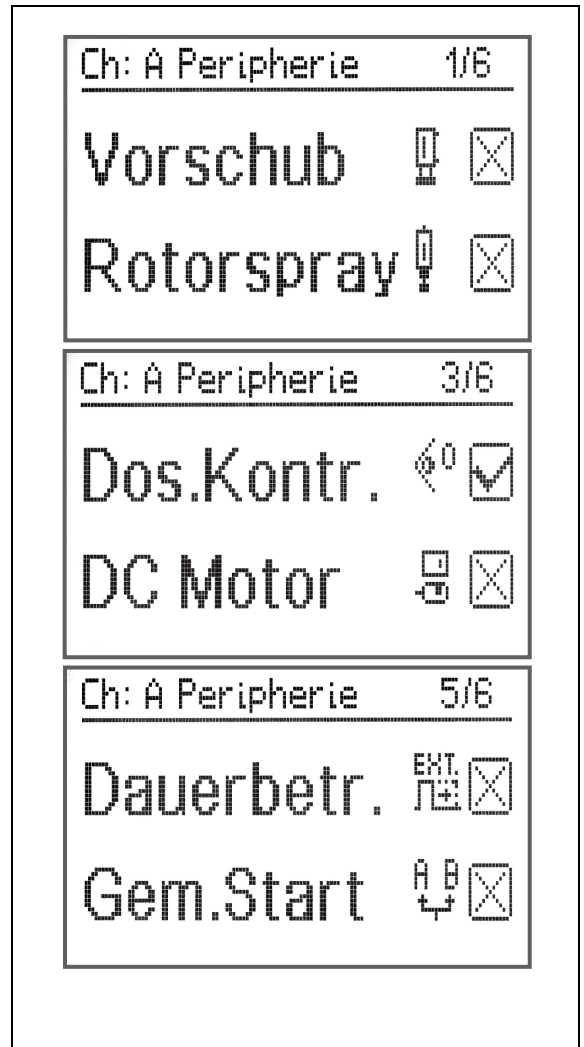 Ch: A Peripherie 1/6
Vorschub
Rotorspray
Ch: A Peripherie 3/6
Dos.Kontr. 0
DC Motor
Ch: A Peripherie 5/6
Dauerbetr. EXT.
Gem.Start A B